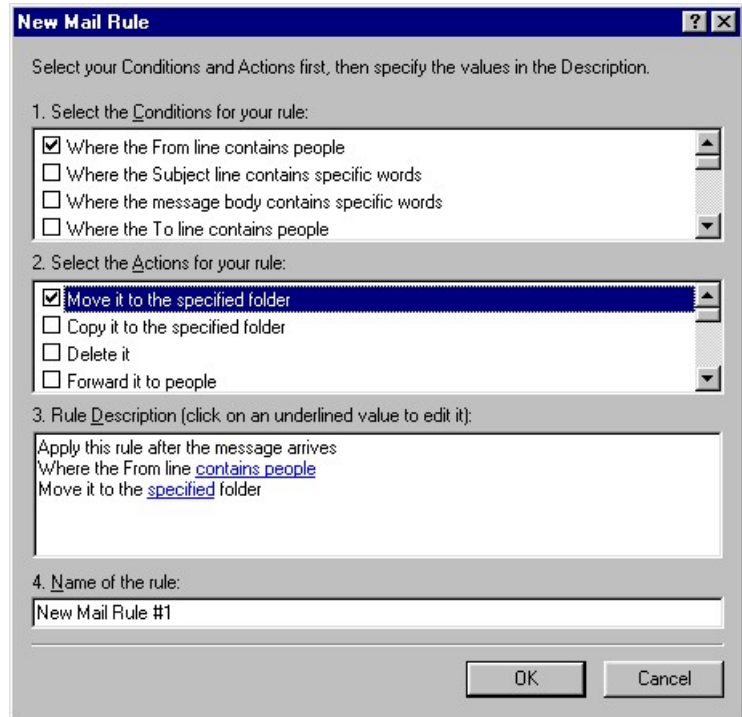 New Mail Rule
Select your Conditions and Actions first, then specify the values in the Description.
1. Select the Conditions for your rule:
Where the From line contains people
Where the Subject line contains specific words
Where the message body contains specific words
Where the To line contains people
2. Select the Actions for your rule:
Move it to the specified folder
Copy it to the specified folder
Delete it
Forward it to people
3. Rule Description (click on an underlined value to edit it):
Apply this rule after the message arrives
Where the From line contains people
Move it to the specified folder
4. Name of the rule:
New Mail Rule #1
OK Cancel